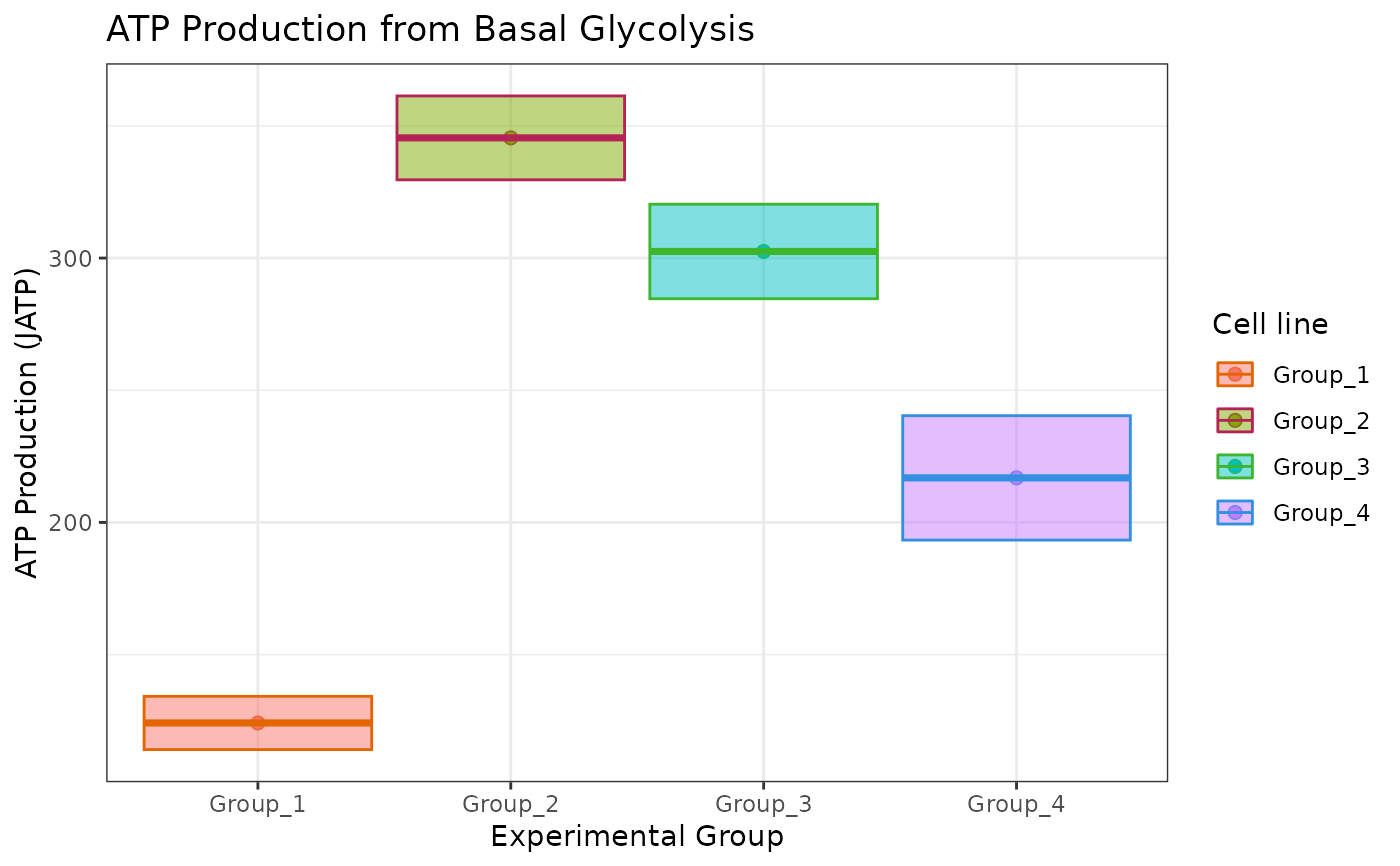 ATP Production from Basal Glycolysis
ATP Production (JATP)
300
200
Group_1
Group_2
Group_3
Group_4
Experimental Group
Cell line
Group_1
Group_2
Group_3
Group_4